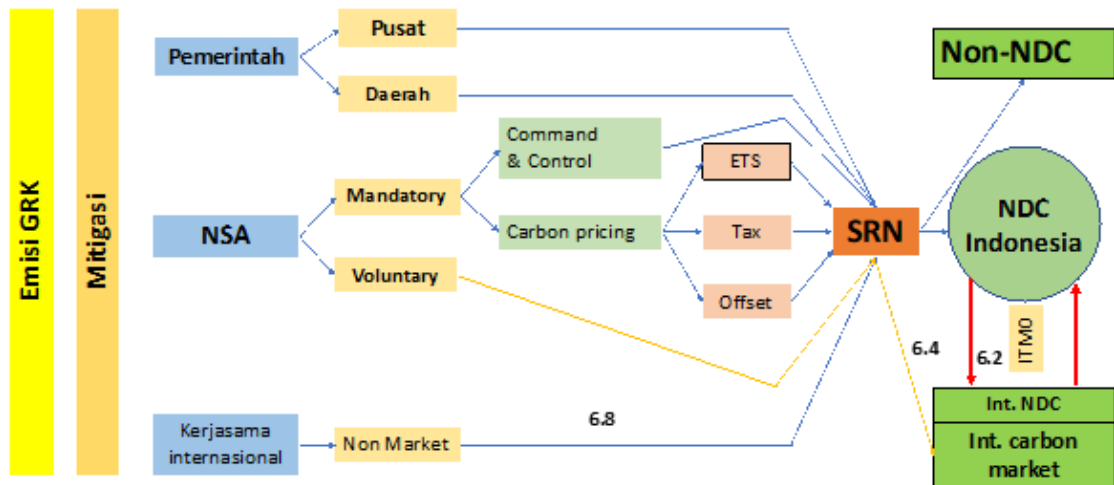 Emisi GRK
Mitigasi
Pemerintah
Pusat
Daerah
NSA
Mandatory
Voluntary
Command
& Control
Carbon pricing
ETS
Tax
Offset
SRN
Non-NDC
NDC
Indonesia
ITMO
6.4
6.2
Int. NDC
Int. carbon
market
Kerjasama
internasional
Non Market
6.8